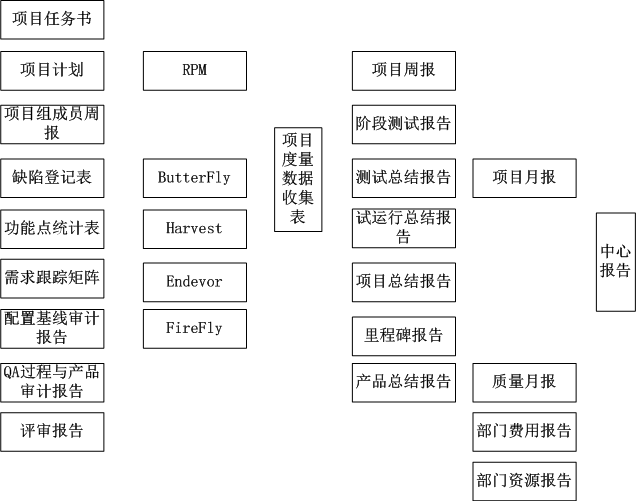 项目任务书
项目计划
项目组成员周
报
缺陷登记表
功能点统计表
需求跟踪矩阵
配置基线审计
报告
QA过程与产品
审计报告
评审报告
RPM
ButterFly
Harvest
Endevor
FireFly
项目
度量
数据
收集
表
项目周报
阶段测试报告
测试总结报告
试运行总结报
告
项目总结报告
里程碑报告
产品总结报告
项目月报
质量月报
部门费用报告
部门资源报告
中心
报告